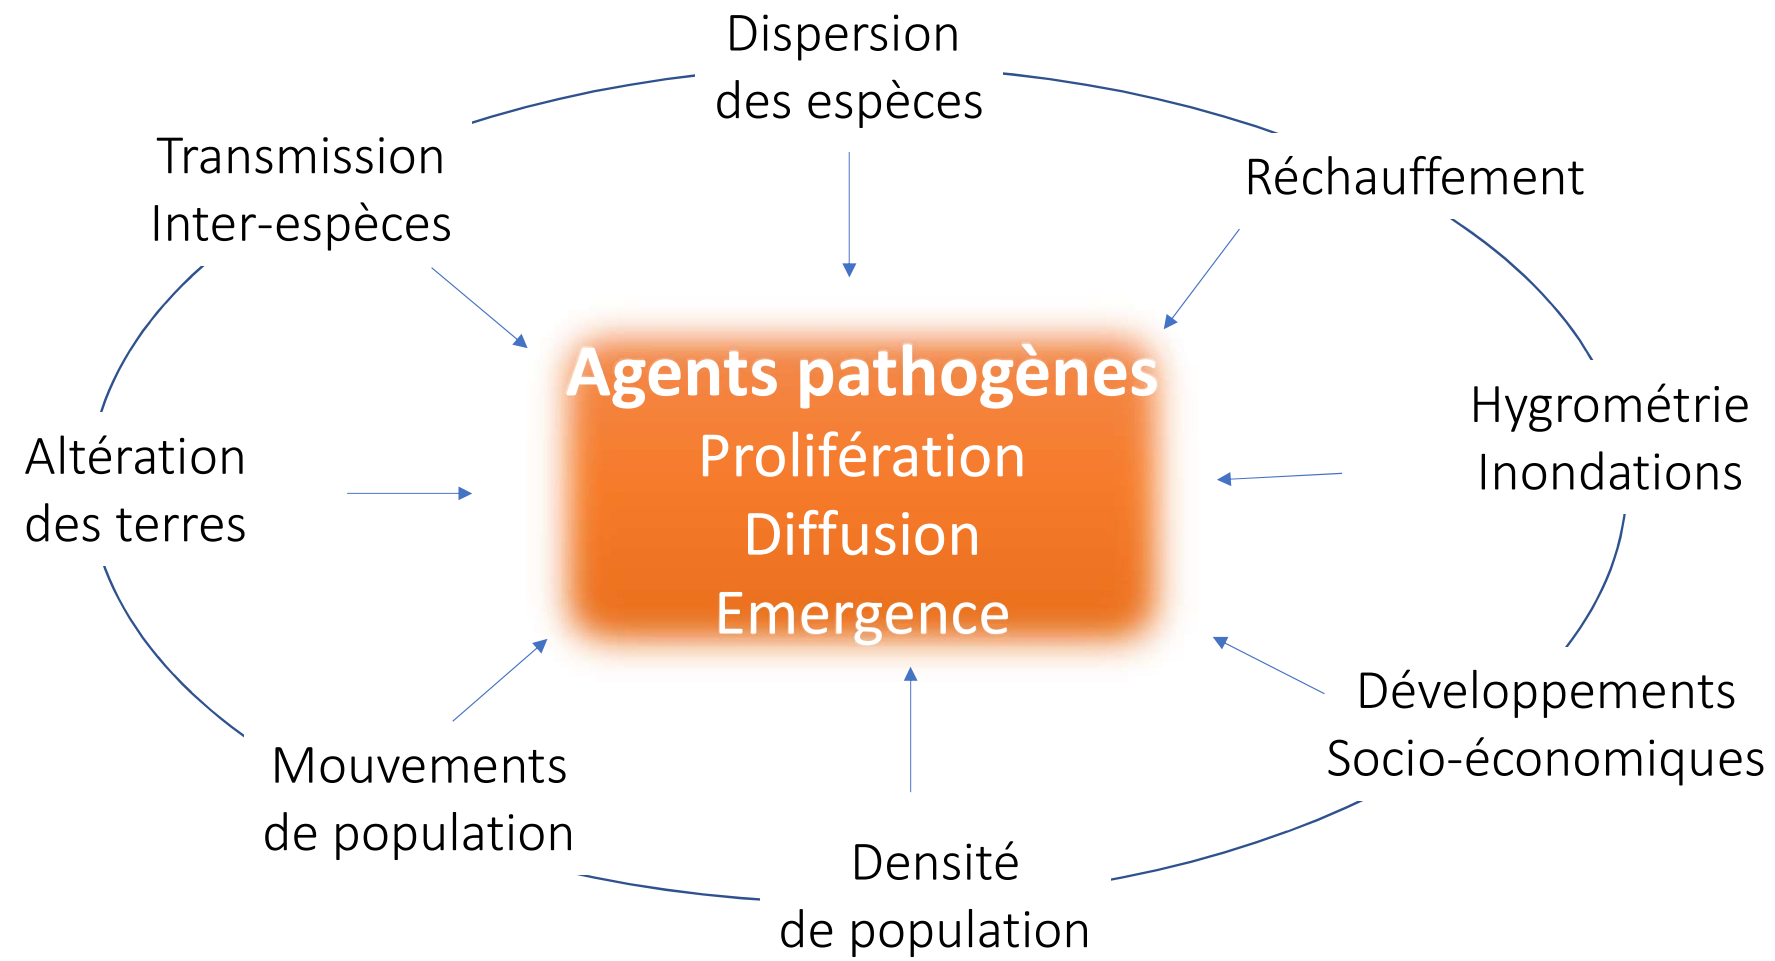 Dispersion
des espèces
Transmission
Inter-espèces
Réchauffement
Agents pathogènes
Prolifération
Diffusion
Emergence
Hygrométrie
Inondations
Altération
des terres
Développements
Socio-économiques
Mouvements
de population
Densité
de population